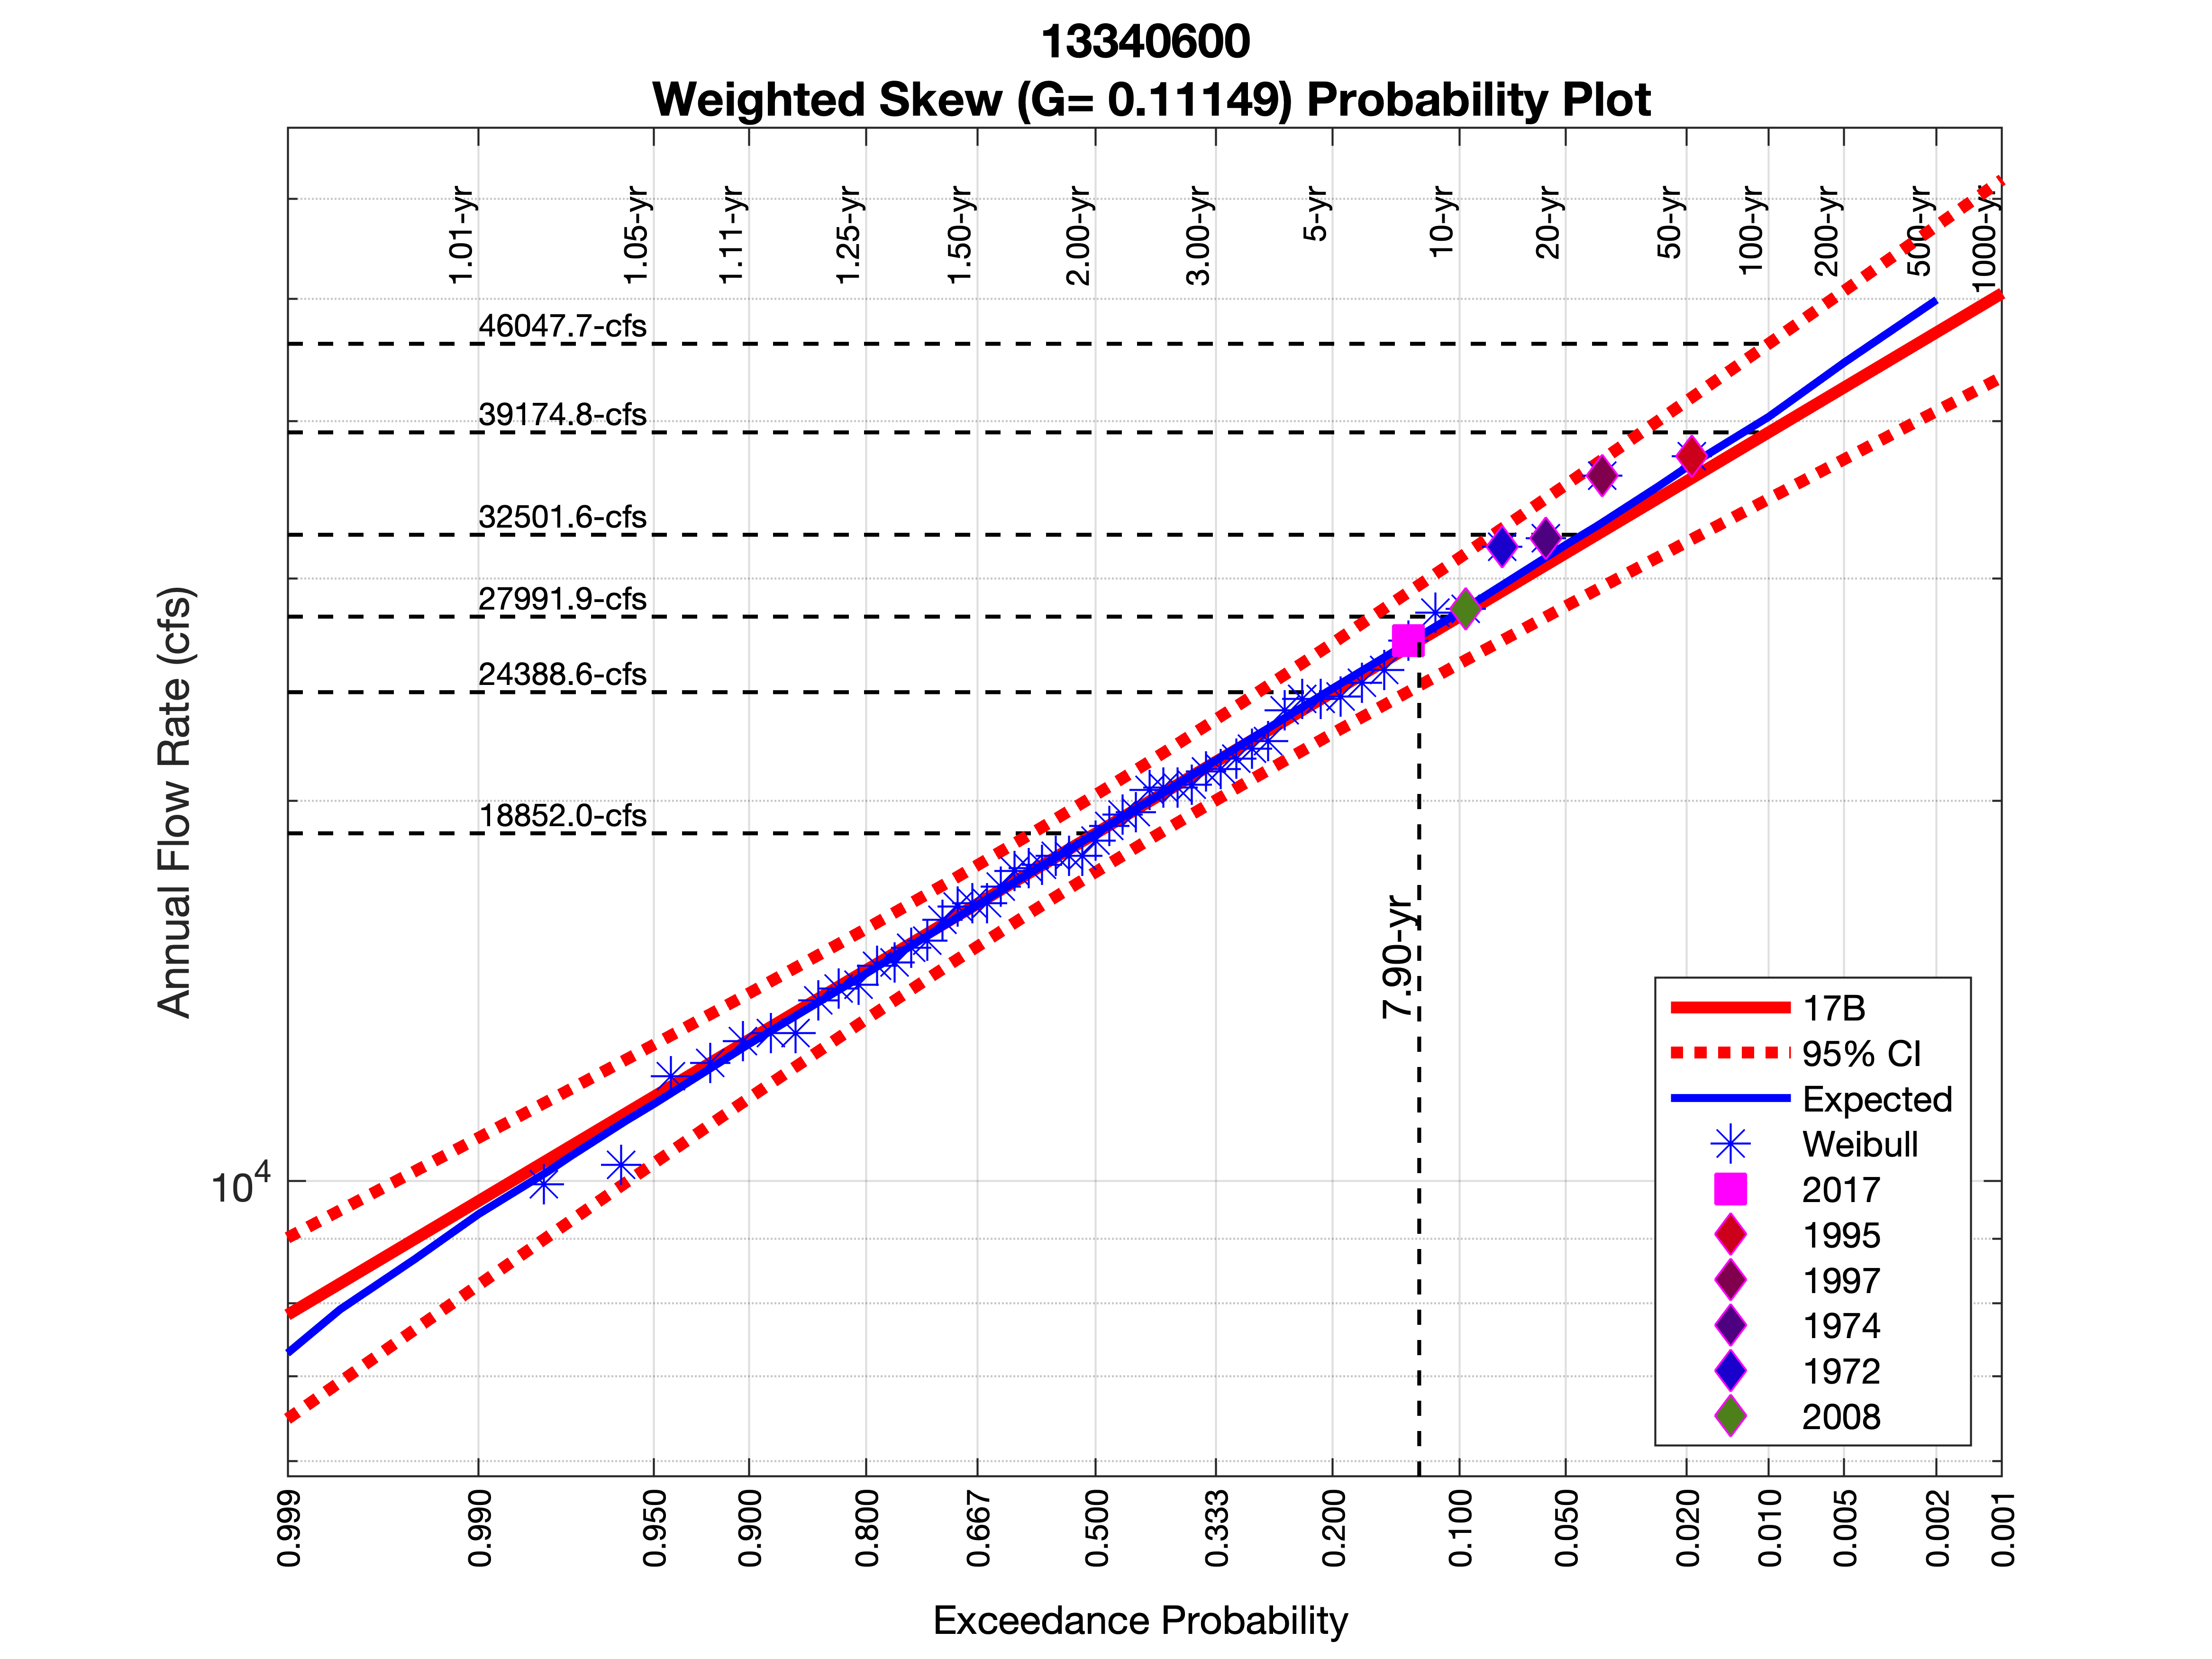 13340600
Weighted Skew (G= 0.11149) Probability Plot
1.01-yr
1.05-yr
1.11-yr
1.25-yr
1.50-yr
2.00-yr
3.00-yr
5-yr
10-yr
20-yr
50-yr
100-yr
200-yr
500-yr
1000-yr
46047.7-cfs
39174.8-cfs
32501.6-cfs
27991.9-cfs
24388.6-cfs
18852.0-cfs
7.90-yr
Annual Flow Rate (cfs)
10^4
17B
95% CI
Expected
Weibull
2017
1995
1997
1974
1972
2008
0.999
0.990
0.950
0.900
0.800
0.667
0.500
0.333
0.200
0.100
0.050
0.020
0.010
0.005
0.002
0.001
Exceedance Probability